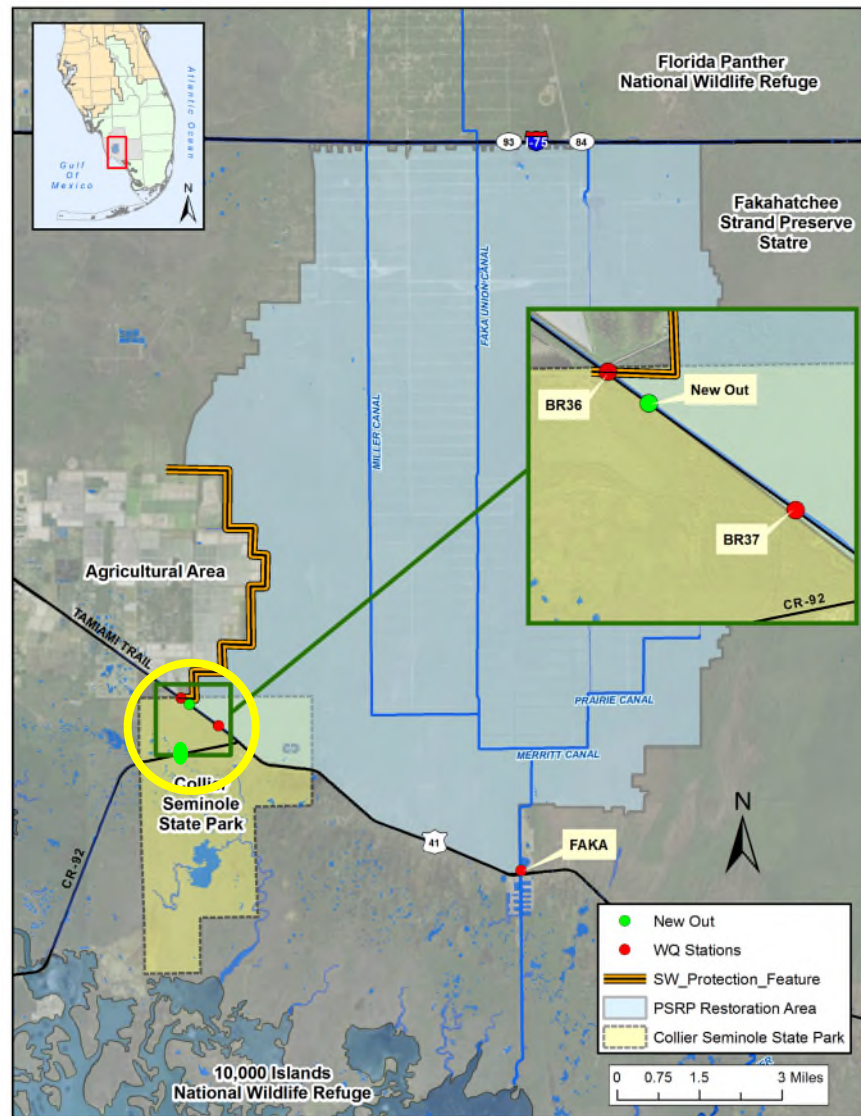 Florida Panther
National Wildlife Refuge
Atlantic Ocean
Gulf
Of
Mexico
N
93
I-75
84
Fakahatchee
Strand Preserve
Statre
MILLER CANAL
FAKA UNION CANAL
BR36
New Out
BR37
CR-92
Agricultural Area
TAMIAMI TRAIL
PRAIRIE CANAL
MERRITT CANAL
Collier
Seminole
State Park
CR-92
41
FAKA
N
New Out
WQ Stations
SW_Protection_Feature
PSRP Restoration Area
Collier Seminole State Park
10,000 Islands
National Wildlife Refuge
0 0.75 1.5 3 Miles